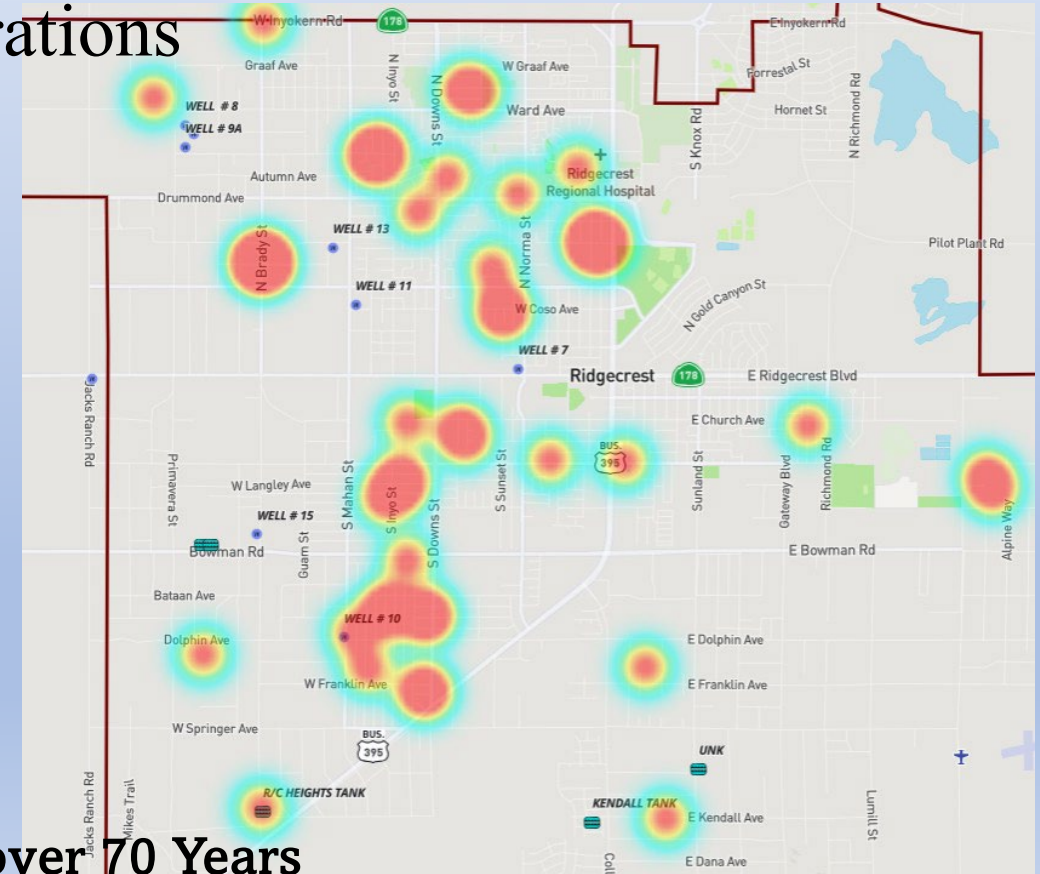 rations
W Inyokern Rd
178
E Inyokern Rd
Graaf Ave
N Inyo St
N Downs St
W Graaf Ave
Forrestal St
WELL # 8
Ward Ave
Hornet St
N Richmond Rd
WELL # 9A
S Knox Rd
Autumn Ave
Ridgecrest
Regional Hospital
Drummond Ave
WELL # 13
N Brady St
N Norma St
Pilot Plant Rd
WELL # 11
N Gold Canyon St
W Coso Ave
WELL # 7
Ridgecrest
178
E Ridgecrest Blvd
Jacks Ranch Rd
E Church Ave
BUS.
395
Primavera St
W Langley Ave
S Mahan St
S Inyo St
S Downs St
S Sunset St
Sunland St
Gateway Blvd
Richmond Rd
Alpine Way
WELL # 15
Bowman Rd
Guam St
E Bowman Rd
Bataan Ave
WELL # 10
Dolphin Ave
E Dolphin Ave
W Franklin Ave
E Franklin Ave
W Springer Ave
BUS.
395
UNK
Jacks Ranch Rd
Mikes Trail
R/C HEIGHTS TANK
KENDALL TANK
E Kendall Ave
Lumill St
Coll
E Dana Ave
over 70 Years